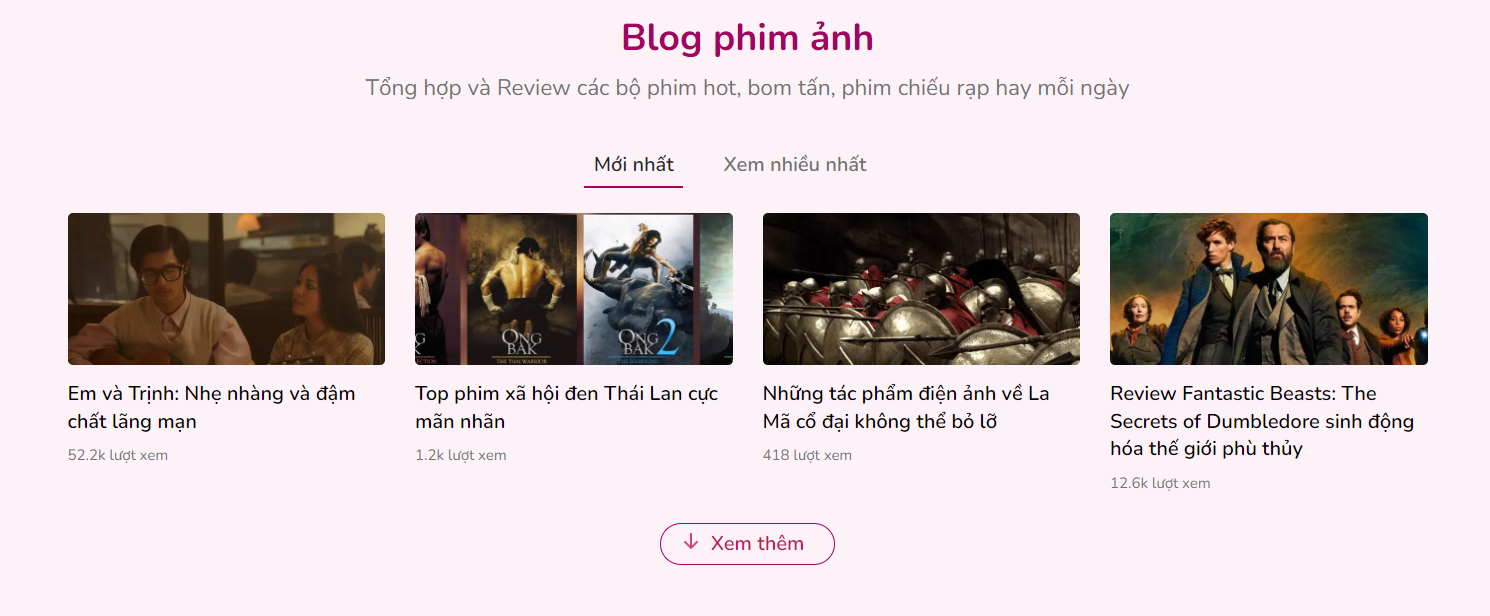 Blog phim ảnh
Tổng hợp và Review các bộ phim hot, bom tấn, phim chiếu rạp hay mỗi ngày
Mới nhất
Xem nhiều nhất
G
CTION
ONG
BAK
THE THAI WARRIOR
ONG
BAK 2
THE BEGINNING
Em và Trịnh: Nhẹ nhàng và đậm
chất lãng mạn
52.2k lượt xem
Top phim xã hội đen Thái Lan cực
mãn nhãn
1.2k lượt xem
Những tác phẩm điện ảnh về La
Mã cổ đại không thể bỏ lỡ
418 lượt xem
Review Fantastic Beasts: The
Secrets of Dumbledore sinh động
hóa thế giới phù thủy
12.6k lượt xem
Xem thêm